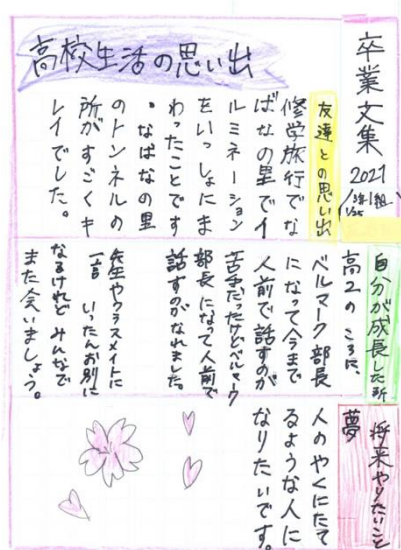 卒業文集
2021
3年1組
1/25
高校生活の思い出
友達との思い出
修学旅行でな
ばなの里でイ
ルミネーション
をいっしょにま
わったことです
。なばなの里
のトンネルの
所がすごくキ
レイでした。
自分が成長した所
高2のころに、
ベルマーク部長
になって今まで
人前で話すのが
苦手だったけどベルマーク
部長になって人前で
話すのがなれました。
先生やクラスメイトに
一言 いったんお別に
なるけれどみんなで
また会いましょう。
将来やりたいこと
夢
人のやくにたて
るような人に
なりたいです。